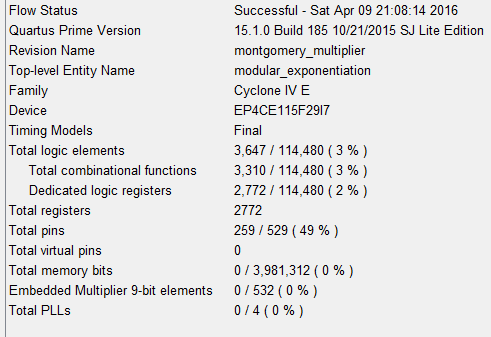 Flow Status Successful - Sat Apr 09 21:08:14 2016
Quartus Prime Version 15.1.0 Build 185 10/21/2015 SJ Lite Edition
Revision Name montgomery_multiplier
Top-level Entity Name modular_exponentiation
Family Cyclone IV E
Device EP4CE115F29I7
Timing Models Final
Total logic elements 3,647 / 114,480 ( 3 % )
Total combinational functions 3,310 / 114,480 ( 3 % )
Dedicated logic registers 2,772 / 114,480 ( 2 % )
Total registers 2772
Total pins 259 / 529 ( 49 % )
Total virtual pins 0
Total memory bits 0 / 3,981,312 ( 0 % )
Embedded Multiplier 9-bit elements 0 / 532 ( 0 % )
Total PLLs 0 / 4 ( 0 % )